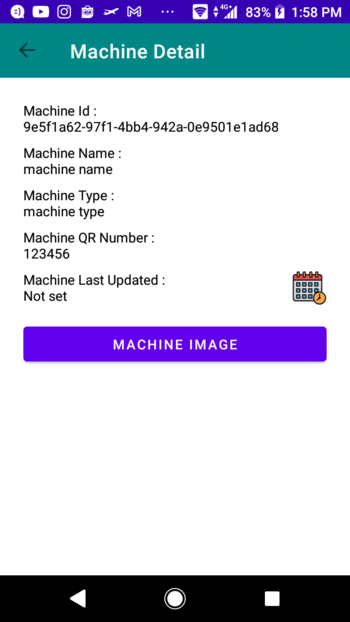 4G
83%
1:58 PM
Machine Detail
Machine Id :
9e5f1a62-97f1-4bb4-942a-0e9501e1ad68
Machine Name :
machine name
Machine Type :
machine type
Machine QR Number :
123456
Machine Last Updated :
Not set
MACHINE IMAGE